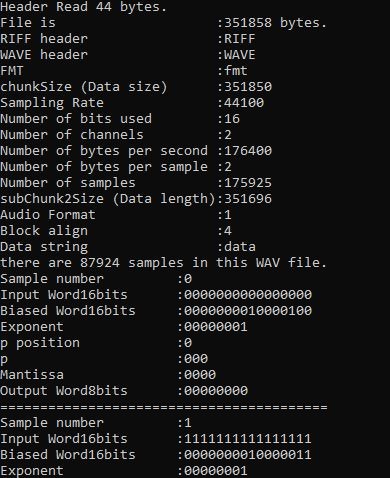 Header Read 44 bytes.
File is :351858 bytes.
RIFF header :RIFF
WAVE header :WAVE
FMT :fmt
chunkSize (Data size) :351850
Sampling Rate :44100
Number of bits used :16
Number of channels :2
Number of bytes per second :176400
Number of bytes per sample :2
Number of samples :175925
subChunk2Size (Data length):351696
Audio Format :1
Block align :4
Data string :data
there are 87924 samples in this WAV file.
Sample number :0
Input Word16bits :0000000000000000
Biased Word16bits :0000000010000100
Exponent :00000001
p position :0
p :000
Mantissa :0000
Output Word8bits :00000000
=========================================
Sample number :1
Input Word16bits :1111111111111111
Biased Word16bits :0000000010000011
Exponent :00000001